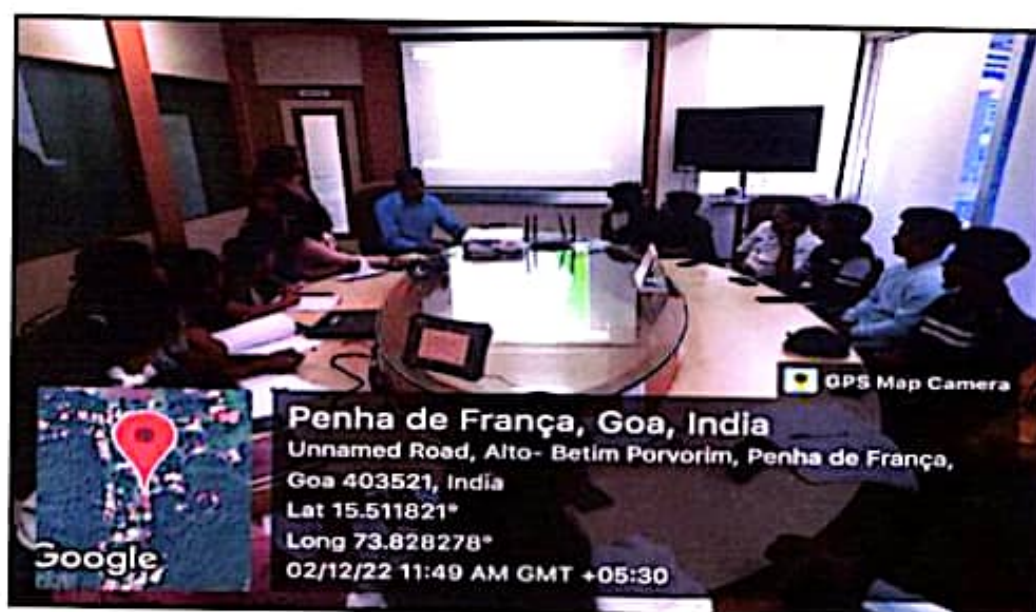 GPS Map Camera
Penha de França, Goa, India
Unnamed Road, Alto- Betim Porvorim, Penha de França,
Goa 403521, India
Lat 15.511821°
Long 73.828278°
02/12/22 11:49 AM GMT +05:30
Google